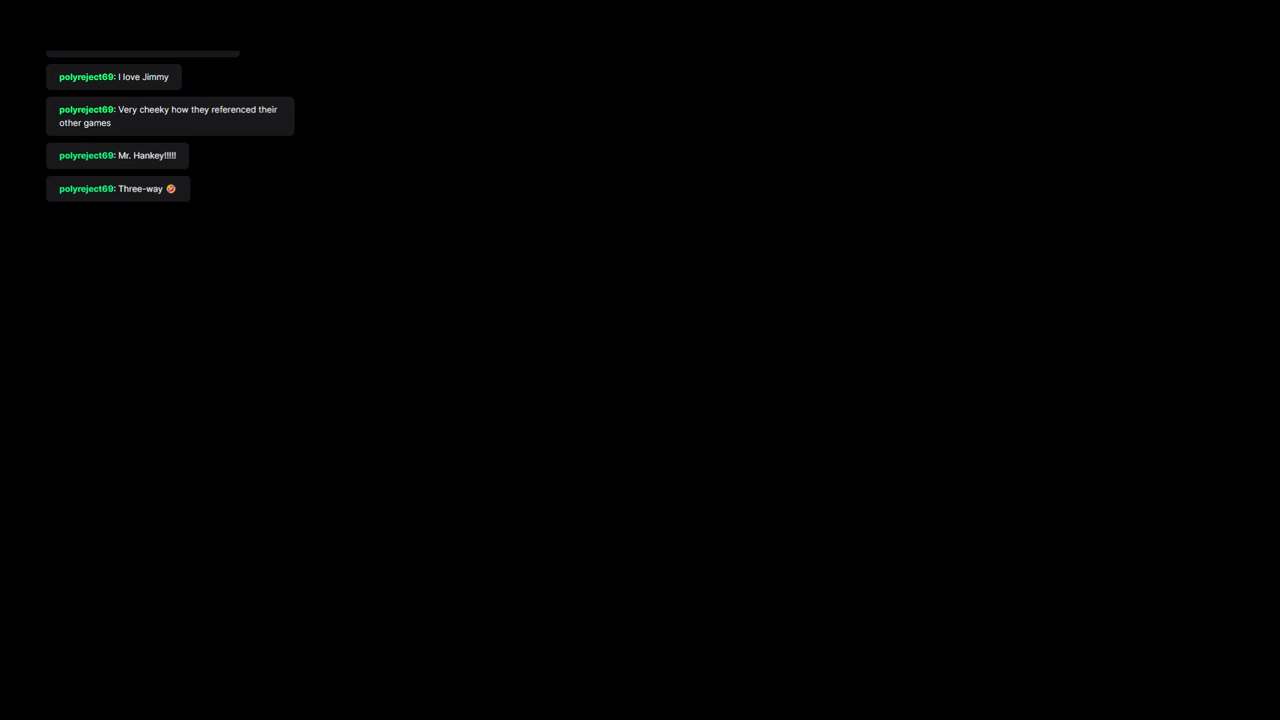 polyreject69: I love Jimmy
polyreject69: Very cheeky how they referenced their
other games
polyreject69: Mr. Hankey!!!!!
polyreject69: Three-way 🤣